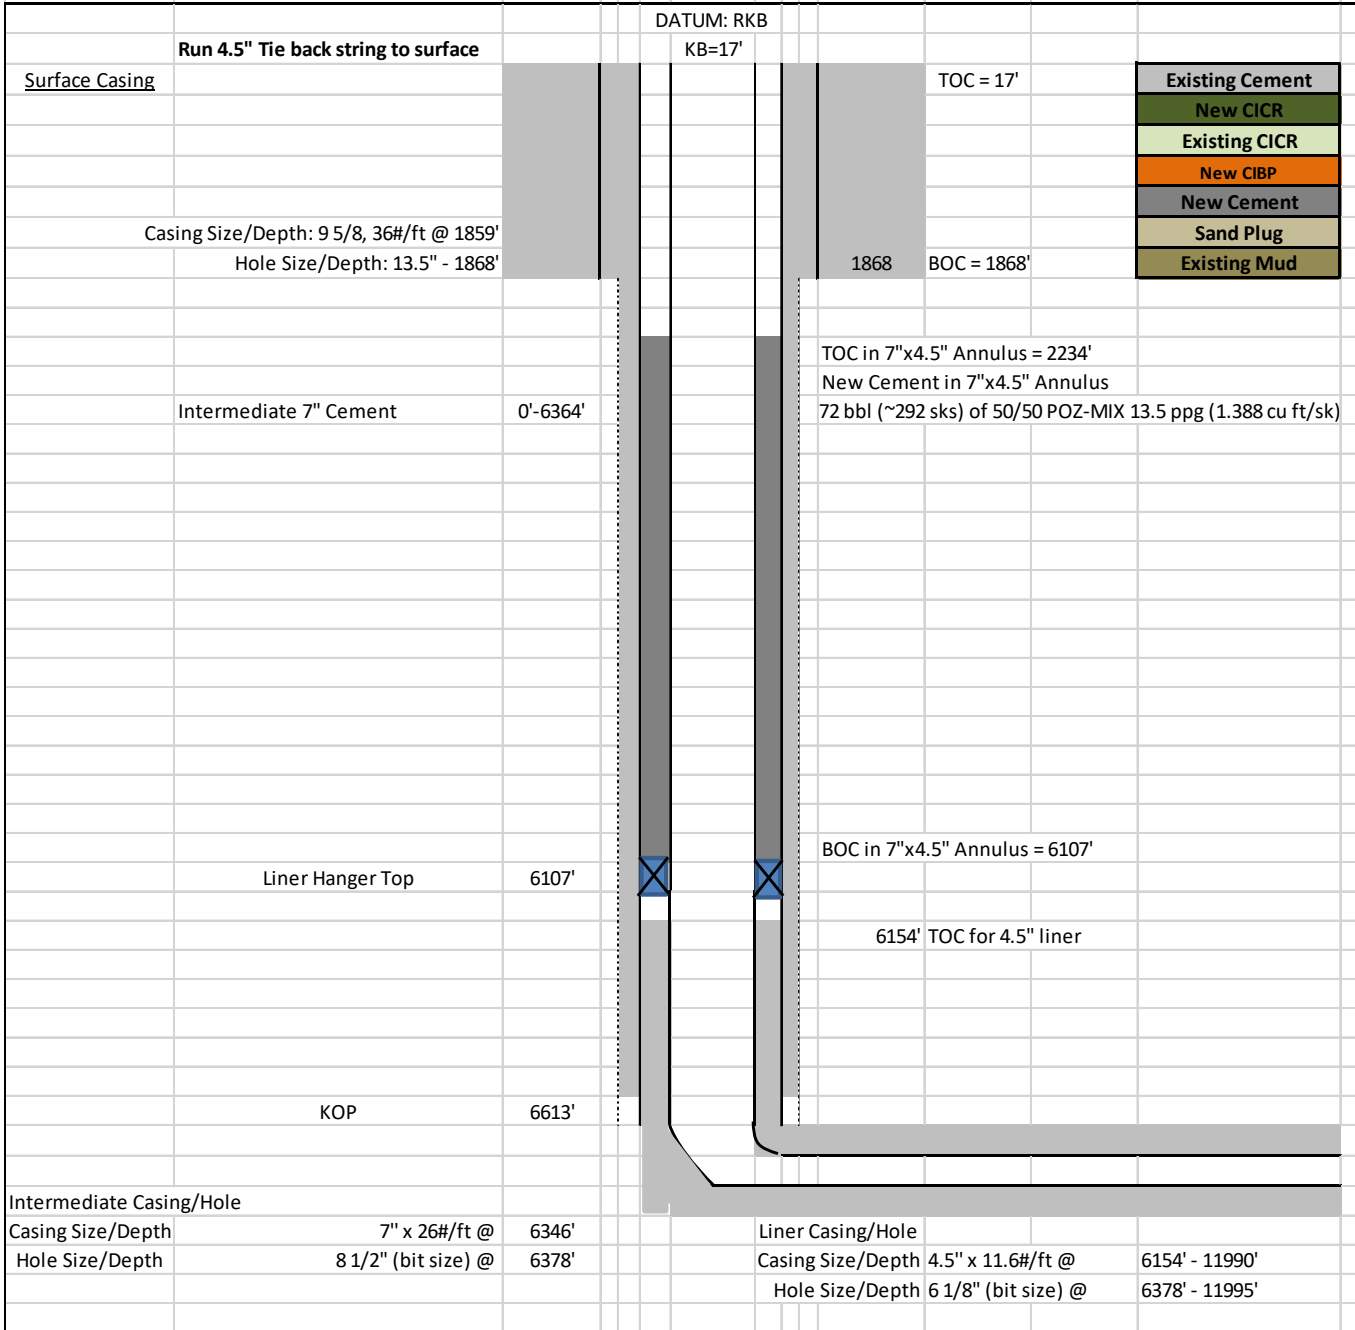 DATUM: RKB
Run 4.5" Tie back string to surface KB=17'
Surface Casing TOC = 17' Existing Cement
New CICR
Existing CICR
New CIBP
New Cement
Casing Size/Depth: 9 5/8, 36#/ft @ 1859' Sand Plug
Hole Size/Depth: 13.5" - 1868' 1868 BOC = 1868' Existing Mud
TOC in 7"x4.5" Annulus = 2234'
New Cement in 7"x4.5" Annulus
Intermediate 7" Cement 0'-6364' 72 bbl (~292 sks) of 50/50 POZ-MIX 13.5 ppg (1.388 cu ft/sk)
BOC in 7"x4.5" Annulus = 6107'
Liner Hanger Top 6107'
6154' TOC for 4.5" liner
KOP 6613'
Intermediate Casing/Hole
Casing Size/Depth 7" x 26#/ft @ 6346' Liner Casing/Hole
Hole Size/Depth 8 1/2" (bit size) @ 6378' Casing Size/Depth 4.5" x 11.6#/ft @ 6154' - 11990'
Hole Size/Depth 6 1/8" (bit size) @ 6378' - 11995'